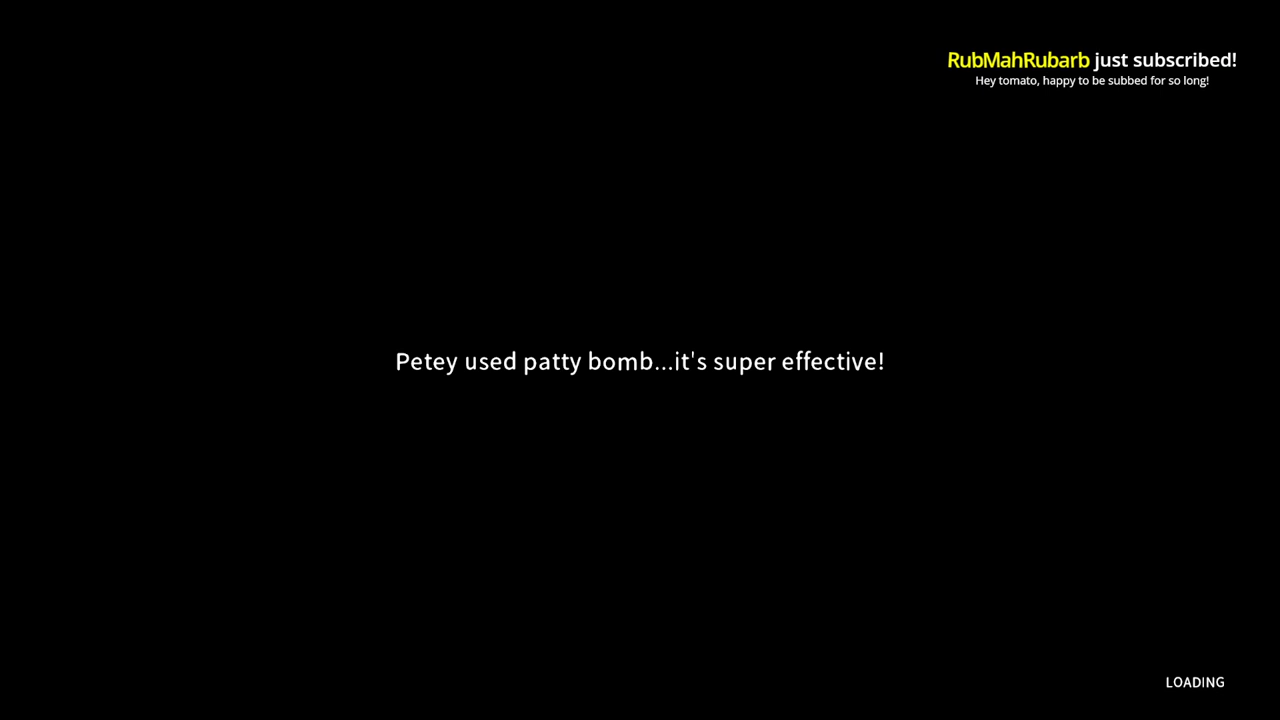 RubMahRubarb just subscribed!
Hey tomato, happy to be subbed for so long!
Petey used patty bomb...it's super effective!
LOADING